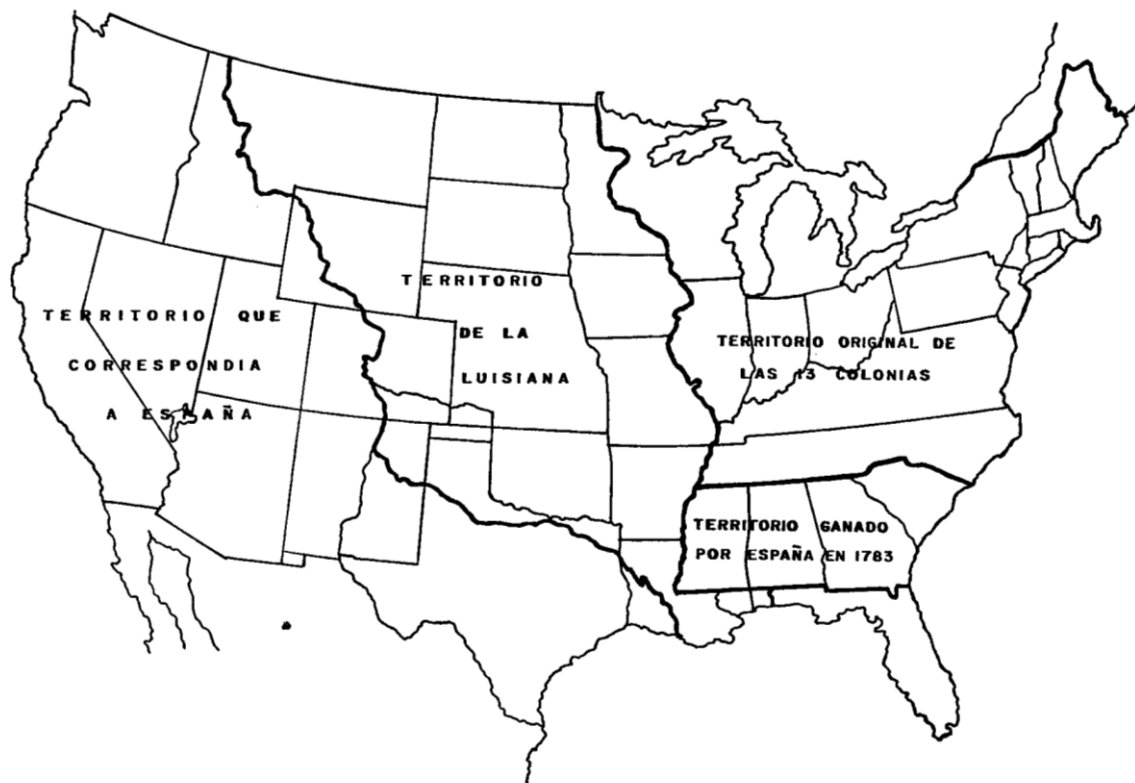 TERRITORIO QUE
CORRESPONDIA
A ESPAÑA
TERRITORIO
DE LA
LUISIANA
TERRITORIO ORIGINAL DE
LAS 13 COLONIAS
TERRITORIO GANADO
POR ESPAÑA EN 1783